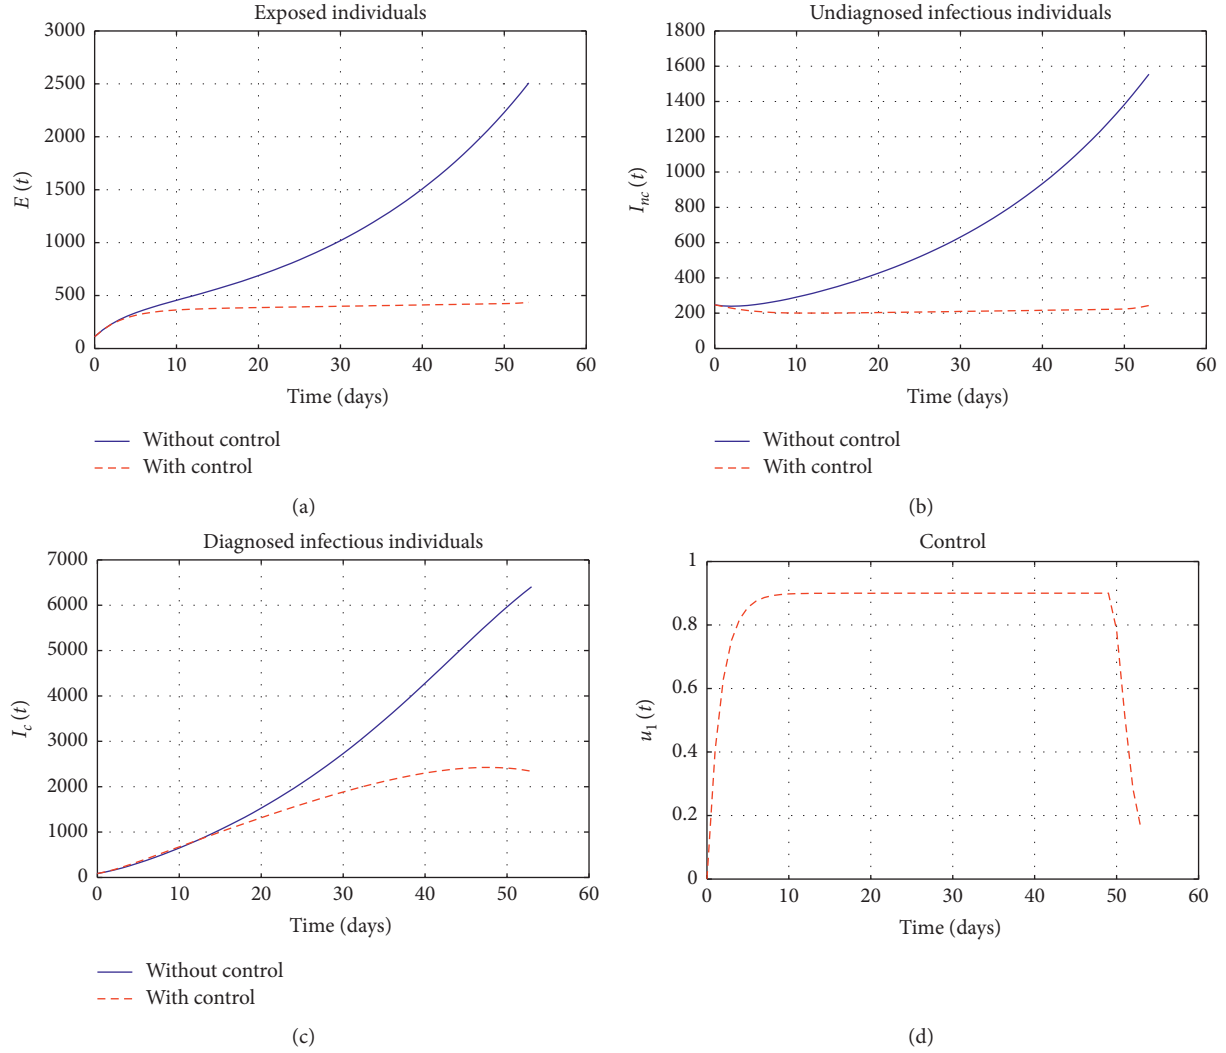 Exposed individuals
3000
2500
2000
1500
1000
500
0
E (t)
0 10 20 30 40 50 60
Time (days)
Without control
With control
(a)
Undiagnosed infectious individuals
1800
1600
1400
1200
1000
800
600
400
200
0
I_nc (t)
0 10 20 30 40 50 60
Time (days)
Without control
With control
(b)
Diagnosed infectious individuals
7000
6000
5000
4000
3000
2000
1000
0
I_c (t)
0 10 20 30 40 50 60
Time (days)
Without control
With control
(c)
Control
1
0.8
0.6
0.4
0.2
0
u_1 (t)
0 10 20 30 40 50 60
Time (days)
(d)